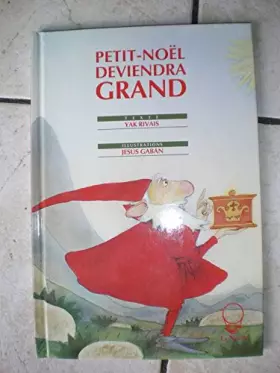 PETIT-NOËL
DEVIENDRA
GRAND
TEXTE
YAK RIVAIS
ILLUSTRATIONS
JESUS GABAN